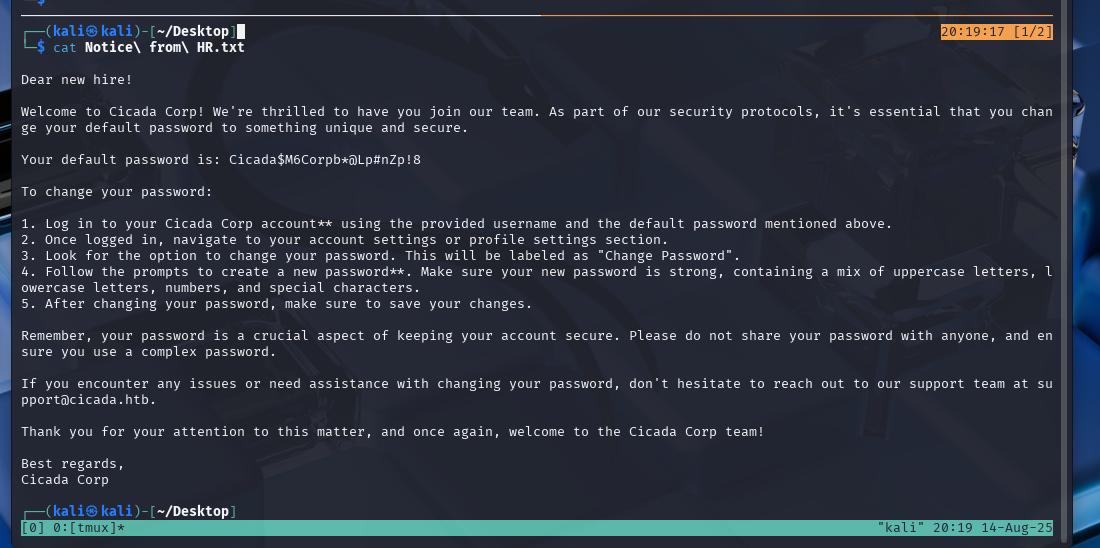 └─$
┌──(kali㉿kali)-[~/Desktop]
20:19:17 [1/2]
└─$ cat Notice\ from\ HR.txt
Dear new hire!
Welcome to Cicada Corp! We're thrilled to have you join our team. As part of our security protocols, it's essential that you chan
ge your default password to something unique and secure.
Your default password is: Cicada$M6Corpb*@Lp#nZp!8
To change your password:
1. Log in to your Cicada Corp account** using the provided username and the default password mentioned above.
2. Once logged in, navigate to your account settings or profile settings section.
3. Look for the option to change your password. This will be labeled as "Change Password".
4. Follow the prompts to create a new password**. Make sure your new password is strong, containing a mix of uppercase letters, l
owercase letters, numbers, and special characters.
5. After changing your password, make sure to save your changes.
Remember, your password is a crucial aspect of keeping your account secure. Please do not share your password with anyone, and en
sure you use a complex password.
If you encounter any issues or need assistance with changing your password, don't hesitate to reach out to our support team at su
pport@cicada.htb.
Thank you for your attention to this matter, and once again, welcome to the Cicada Corp team!
Best regards,
Cicada Corp
┌──(kali㉿kali)-[~/Desktop]
[0] 0:[tmux]*
"kali" 20:19 14-Aug-25